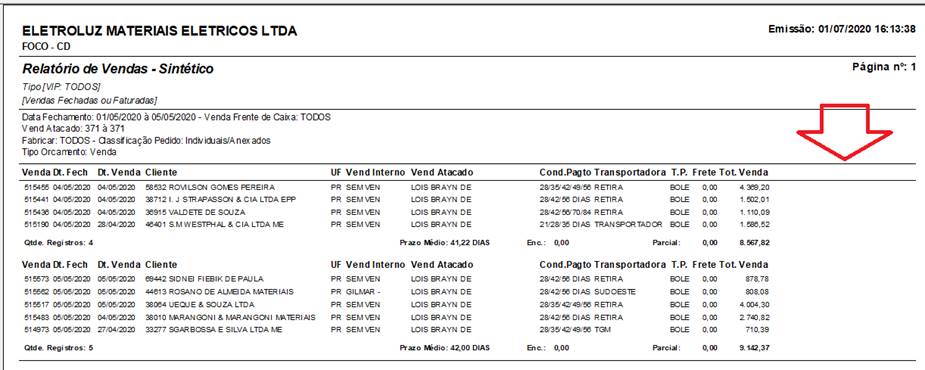 ELETROLUZ MATERIAIS ELETRICOS LTDA Emissão: 01/07/2020 16:13:38
FOCO - CD
Relatório de Vendas - Sintético Página nº: 1
Tipo [VIP: TODOS]
[Vendas Fechadas ou Faturadas]
Data Fechamento: 01/05/2020 à 05/05/2020 - Venda Frente de Caixa: TODOS
Vend Atacado: 371 à 371
Fabricar: TODOS - Classificação Pedido: Individuais/Anexados
Tipo Orcamento: Venda
Venda Dt. Fech Dt. Venda Cliente UF Vend Interno Vend Atacado Cond.Pagto Transportadora T.P. Frete Tot. Venda
515455 04/05/2020 04/05/2020 58532 ROVILSON GOMES PEREIRA PR SEM VEN LOIS BRAYN DE 28/35/42/49/56 RETIRA BOLE 0,00 4.369,20
515441 04/05/2020 04/05/2020 38712 I. J STRAPASSON & CIA LTDA EPP PR SEM VEN LOIS BRAYN DE 28/42/56 DIAS RETIRA BOLE 0,00 1.502,01
515436 04/05/2020 04/05/2020 36915 VALDETE DE SOUZA PR SEM VEN LOIS BRAYN DE 28/42/56/70/84 RETIRA BOLE 0,00 1.110,09
515190 04/05/2020 28/04/2020 46401 S.M WESTPHAL & CIA LTDA ME PR SEM VEN LOIS BRAYN DE 21/28/35 DIAS TRANSPORTADOR BOLE 0,00 1.586,52
Qtde. Registros: 4 Prazo Médio: 41,22 DIAS Enc.: 0,00 Parcial: 0,00 8.567,82
Venda Dt. Fech Dt. Venda Cliente UF Vend Interno Vend Atacado Cond.Pagto Transportadora T.P. Frete Tot. Venda
515573 05/05/2020 05/05/2020 69442 SIDNEI FIEBIK DE PAULA PR SEM VEN LOIS BRAYN DE 28/42/56 DIAS RETIRA BOLE 0,00 878,78
515562 05/05/2020 05/05/2020 44613 ROSANO DE ALMEIDA MATERIAIS PR GILMAR - LOIS BRAYN DE 28/42/56 DIAS SUDOESTE BOLE 0,00 808,08
515517 05/05/2020 05/05/2020 38064 UEQUE & SOUZA LTDA PR SEM VEN LOIS BRAYN DE 28/35/42/49/56 RETIRA BOLE 0,00 4.004,30
515483 05/05/2020 04/05/2020 38010 MARANGONI & MARANGONI MATERIAIS PR SEM VEN LOIS BRAYN DE 28/42/56 DIAS RETIRA BOLE 0,00 2.740,82
514973 05/05/2020 27/04/2020 33277 SGARBOSSA E SILVA LTDA ME PR SEM VEN LOIS BRAYN DE 28/35/42/49/56 TGM BOLE 0,00 710,39
Qtde. Registros: 5 Prazo Médio: 42,00 DIAS Enc.: 0,00 Parcial: 0,00 9.142,37